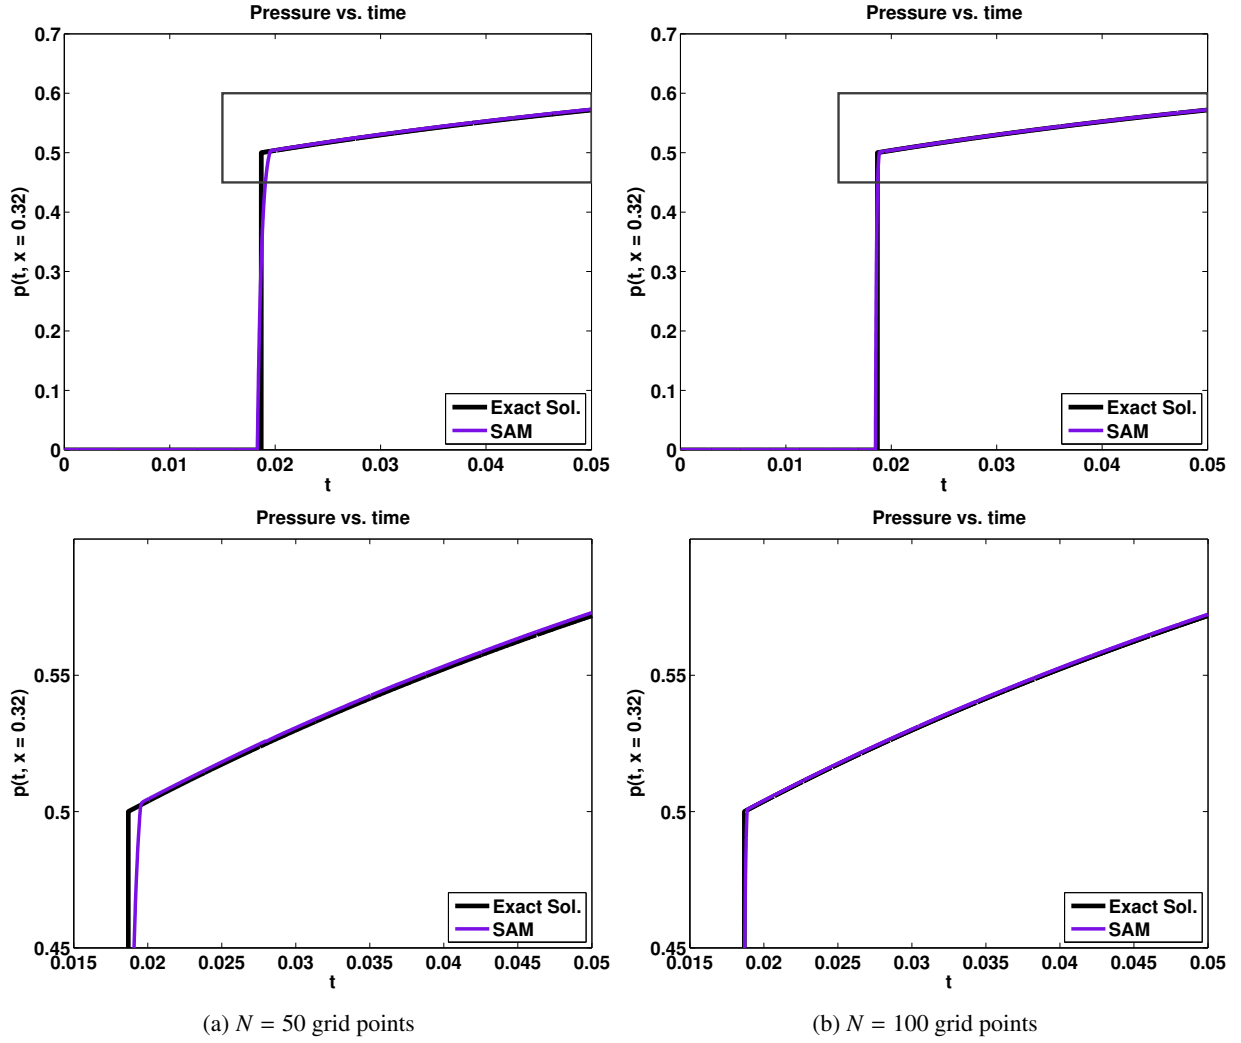 Pressure vs. time
0.7
0.6
0.5
0.4
0.3
0.2
0.1
0
p(t, x = 0.32)
Exact Sol.
SAM
0 0.01 0.02 0.03 0.04 0.05
t
Pressure vs. time
0.7
0.6
0.5
0.4
0.3
0.2
0.1
0
p(t, x = 0.32)
Exact Sol.
SAM
0 0.01 0.02 0.03 0.04 0.05
t
Pressure vs. time
0.55
0.5
0.45
p(t, x = 0.32)
Exact Sol.
SAM
0.015 0.02 0.025 0.03 0.035 0.04 0.045 0.05
t
(a) N = 50 grid points
Pressure vs. time
0.55
0.5
0.45
p(t, x = 0.32)
Exact Sol.
SAM
0.015 0.02 0.025 0.03 0.035 0.04 0.045 0.05
t
(b) N = 100 grid points